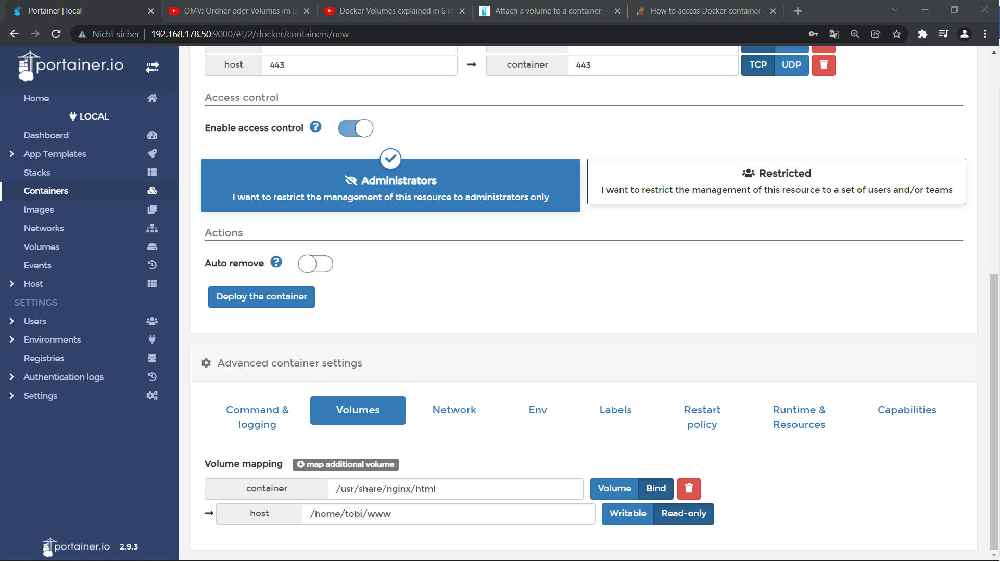 Portainer | local
OMV: Ordner oder Volumes im D
Docker Volumes explained in 6 m
Attach a volume to a container -
How to access Docker container
Nicht sicher | 192.168.178.50:9000/#!/2/docker/containers/new
portainer.io
Home
LOCAL
Dashboard
App Templates
Stacks
Containers
Images
Networks
Volumes
Events
Host
SETTINGS
Users
Environments
Registries
Authentication logs
Settings
portainer.io 2.9.3
host 443 → container 443 TCP UDP
Access control
Enable access control ?
Administrators
I want to restrict the management of this resource to administrators only
Restricted
I want to restrict the management of this resource to a set of users and/or teams
Actions
Auto remove ?
Deploy the container
Advanced container settings
Command & logging
Volumes
Network
Env
Labels
Restart policy
Runtime & Resources
Capabilities
Volume mapping map additional volume
container /usr/share/nginx/html Volume Bind
→ host /home/tobi/www Writable Read-only